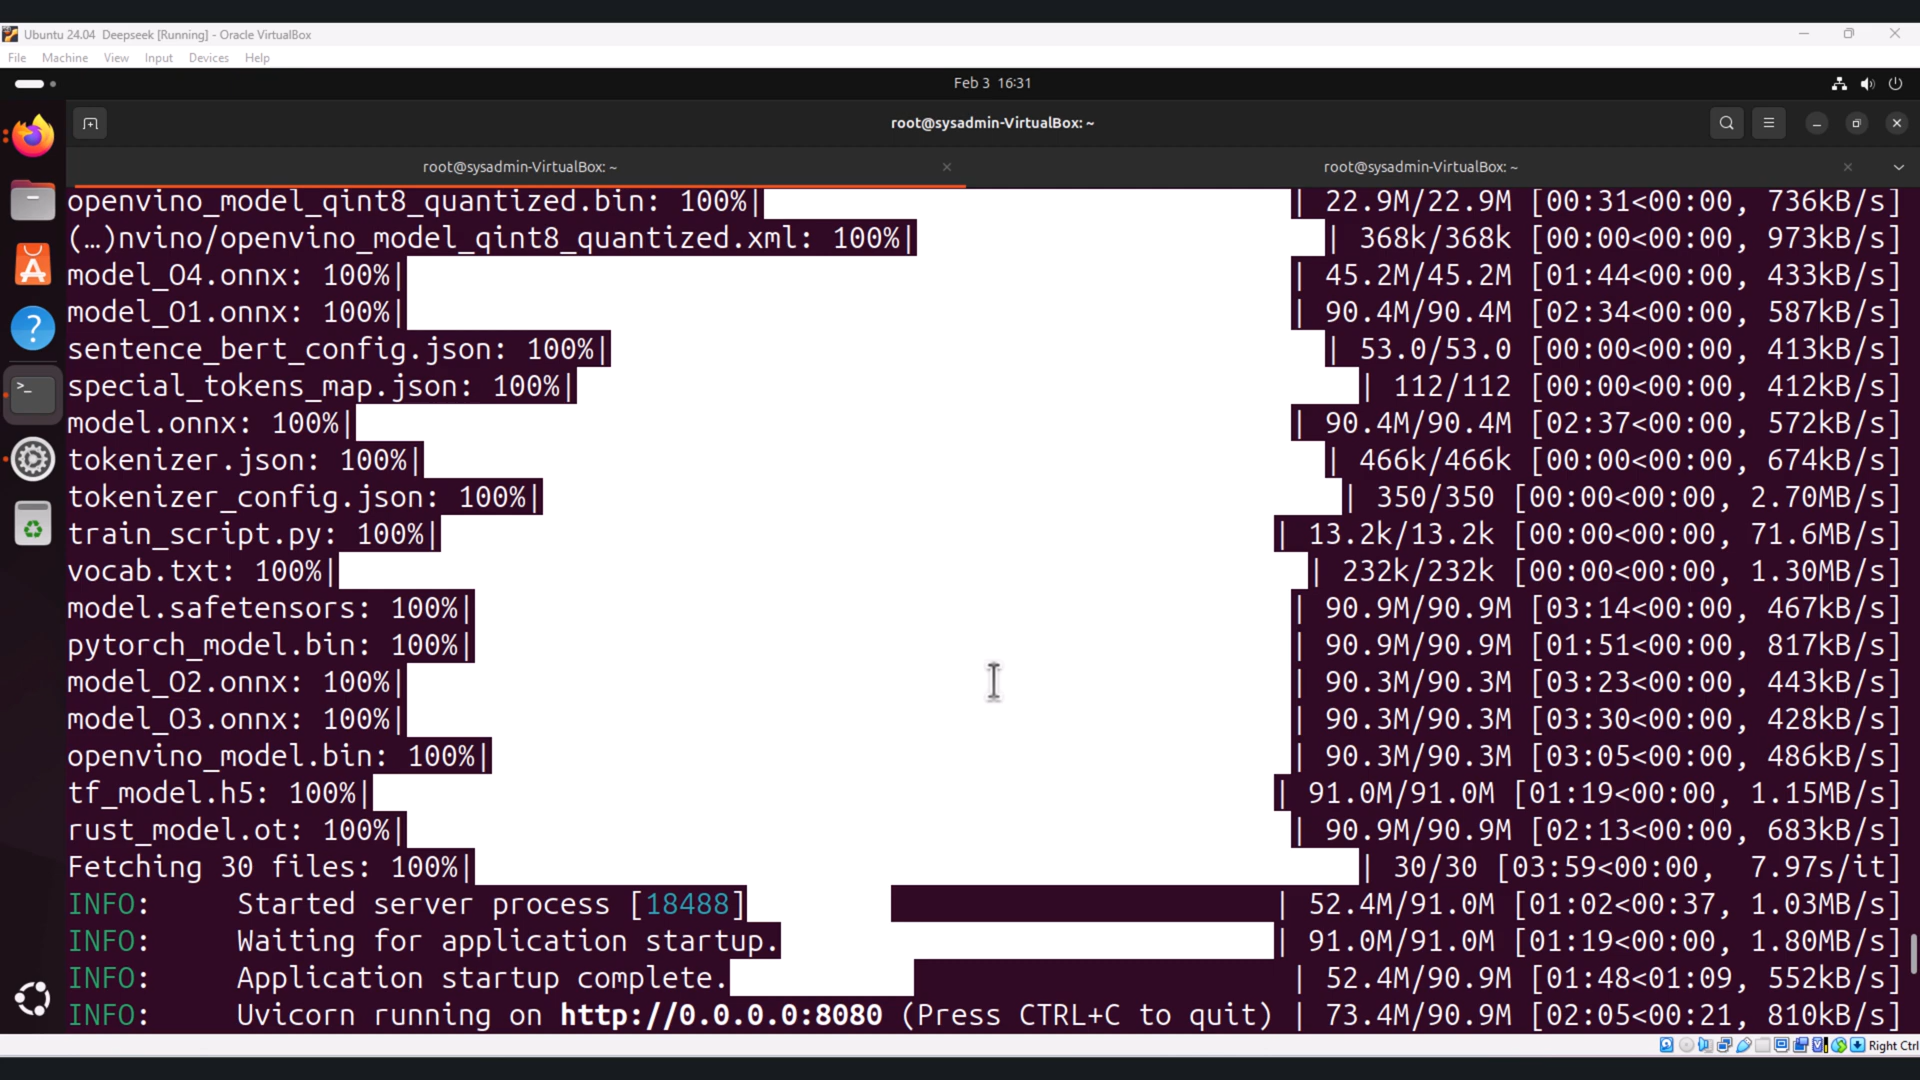 Ubuntu 24.04 Deepseek [Running] - Oracle VirtualBox
File Machine View Input Devices Help
Feb 3 16:31
root@sysadmin-VirtualBox: ~
root@sysadmin-VirtualBox: ~ root@sysadmin-VirtualBox: ~
openvino_model_qint8_quantized.bin: 100%| | 22.9M/22.9M [00:31<00:00, 736kB/s]
(…)nvino/openvino_model_qint8_quantized.xml: 100%| | 368k/368k [00:00<00:00, 973kB/s]
model_O4.onnx: 100%| | 45.2M/45.2M [01:44<00:00, 433kB/s]
model_O1.onnx: 100%| | 90.4M/90.4M [02:34<00:00, 587kB/s]
sentence_bert_config.json: 100%| | 53.0/53.0 [00:00<00:00, 413kB/s]
special_tokens_map.json: 100%| | 112/112 [00:00<00:00, 412kB/s]
model.onnx: 100%| | 90.4M/90.4M [02:37<00:00, 572kB/s]
tokenizer.json: 100%| | 466k/466k [00:00<00:00, 674kB/s]
tokenizer_config.json: 100%| | 350/350 [00:00<00:00, 2.70MB/s]
train_script.py: 100%| | 13.2k/13.2k [00:00<00:00, 71.6MB/s]
vocab.txt: 100%| | 232k/232k [00:00<00:00, 1.30MB/s]
model.safetensors: 100%| | 90.9M/90.9M [03:14<00:00, 467kB/s]
pytorch_model.bin: 100%| | 90.9M/90.9M [01:51<00:00, 817kB/s]
model_O2.onnx: 100%| | 90.3M/90.3M [03:23<00:00, 443kB/s]
model_O3.onnx: 100%| | 90.3M/90.3M [03:30<00:00, 428kB/s]
openvino_model.bin: 100%| | 90.3M/90.3M [03:05<00:00, 486kB/s]
tf_model.h5: 100%| | 91.0M/91.0M [01:19<00:00, 1.15MB/s]
rust_model.ot: 100%| | 90.9M/90.9M [02:13<00:00, 683kB/s]
Fetching 30 files: 100%| | 30/30 [03:59<00:00, 7.97s/it]
INFO: Started server process [18488] | 52.4M/91.0M [01:02<00:37, 1.03MB/s]
INFO: Waiting for application startup. | 91.0M/91.0M [01:19<00:00, 1.80MB/s]
INFO: Application startup complete. | 52.4M/90.9M [01:48<01:09, 552kB/s]
INFO: Uvicorn running on http://0.0.0.0:8080 (Press CTRL+C to quit) | 73.4M/90.9M [02:05<00:21, 810kB/s]
Right Ctrl